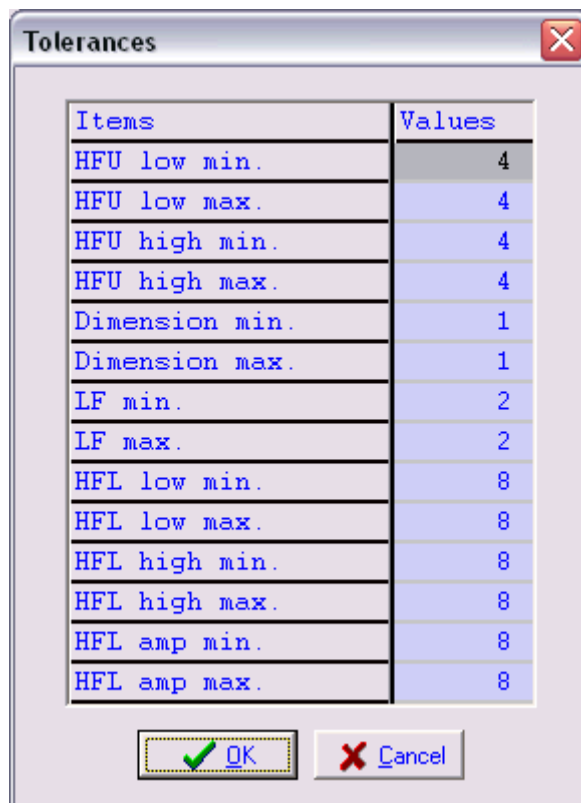 Tolerances
Items Values
HFU low min. 4
HFU low max. 4
HFU high min. 4
HFU high max. 4
Dimension min. 1
Dimension max. 1
LF min. 2
LF max. 2
HFL low min. 8
HFL low max. 8
HFL high min. 8
HFL high max. 8
HFL amp min. 8
HFL amp max. 8
OK Cancel